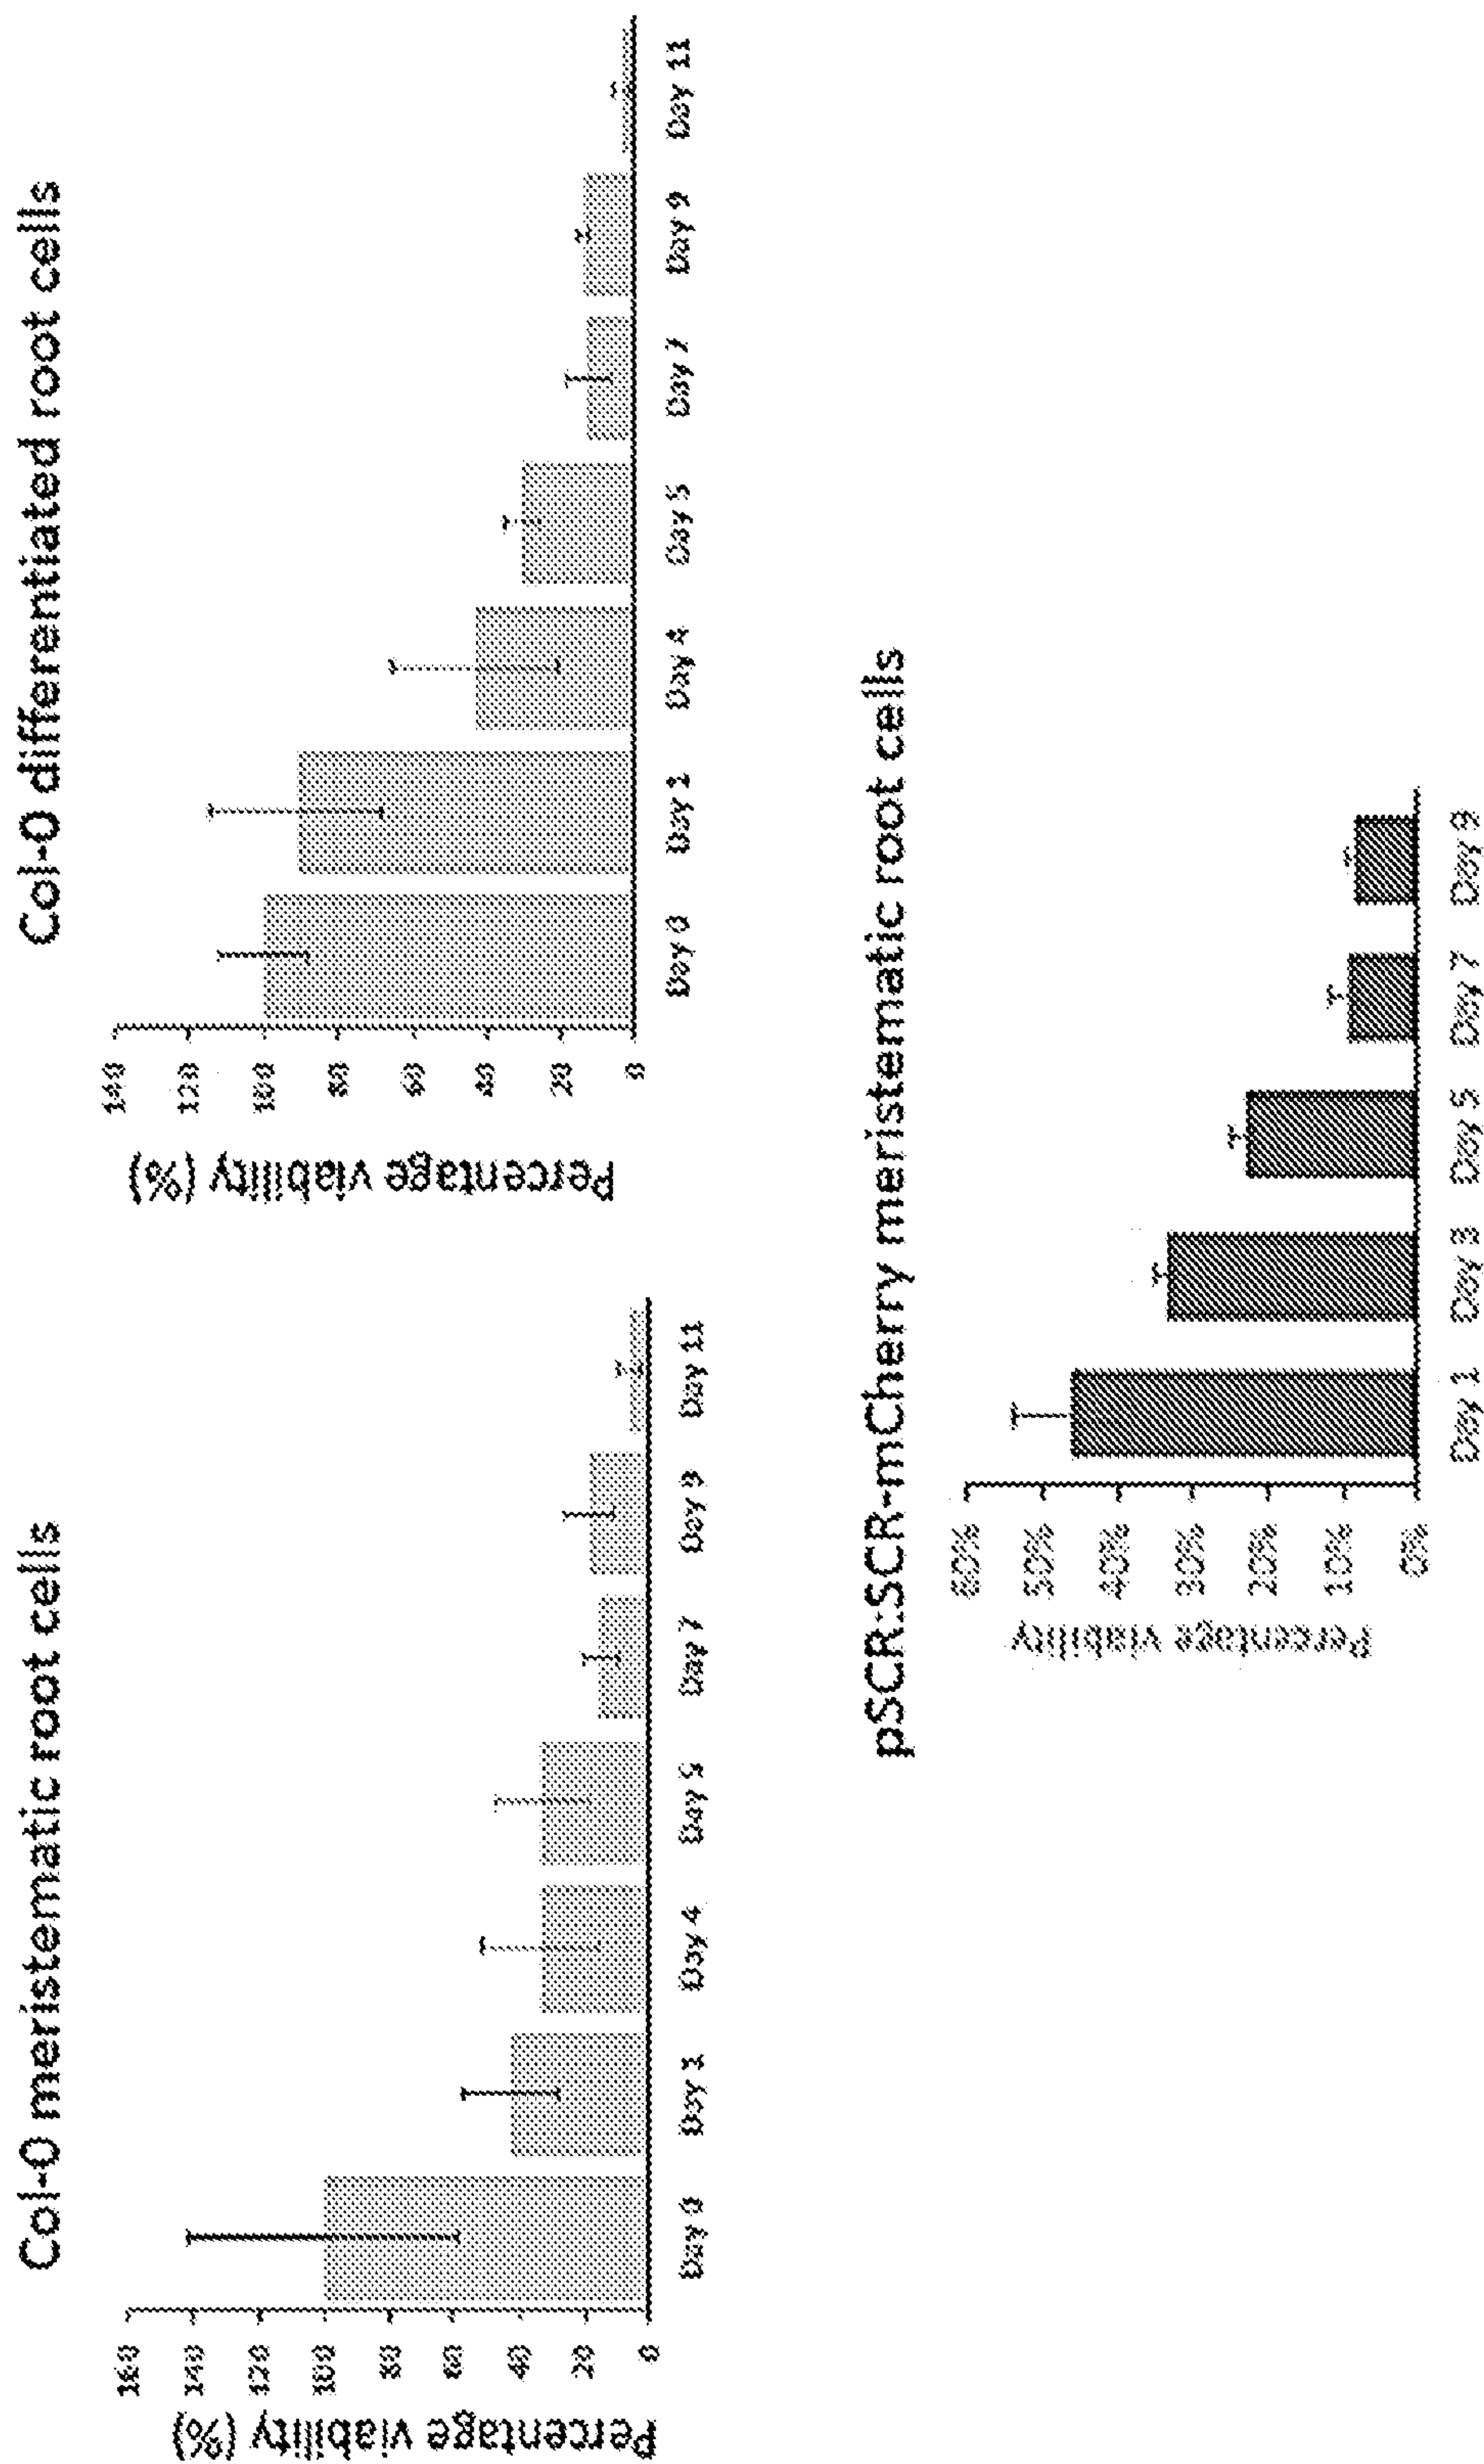 Col-0 meristematic root cells
Percentage viability (%)
160
140
120
100
80
60
40
20
0
Day 0
Day 1
Day 4
Day 5
Day 7
Day 9
Day 11
Col-0 differentiated root cells
Percentage viability (%)
140
120
100
80
60
40
20
0
Day 0
Day 1
Day 4
Day 5
Day 7
Day 9
Day 11
pSCR:SCR-mCherry meristematic root cells
Percentage viability
60%
50%
40%
30%
20%
10%
0%
Day 1
Day 3
Day 5
Day 7
Day 9